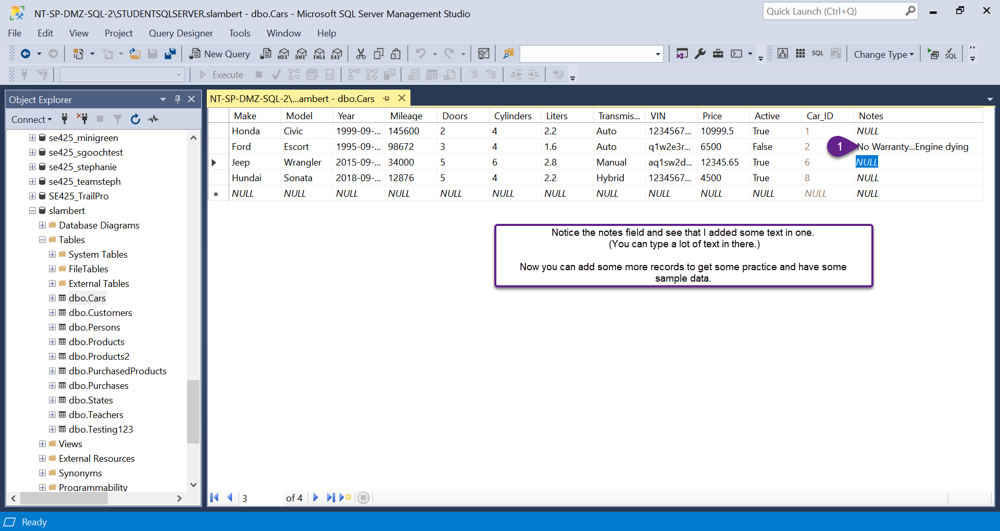 NT-SP-DMZ-SQL-2\STUDENTSQLSERVER.slambert - dbo.Cars - Microsoft SQL Server Management Studio
Quick Launch (Ctrl+Q)
File Edit View Project Query Designer Tools Window Help
New Query MDX DMX XMLA DAX SQL Change Type SQL
Execute
Object Explorer
Connect
se425_minigreen
se425_sgoochtest
se425_stephanie
se425_teamsteph
SE425_TrailPro
slambert
Database Diagrams
Tables
System Tables
FileTables
External Tables
dbo.Cars
dbo.Customers
dbo.Persons
dbo.Products
dbo.Products2
dbo.PurchasedProducts
dbo.Purchases
dbo.States
dbo.Teachers
dbo.Testing123
Views
External Resources
Synonyms
Programmability
NT-SP-DMZ-SQL-2\...ambert - dbo.Cars
Make Model Year Mileage Doors Cylinders Liters Transmis... VIN Price Active Car_ID Notes
Honda Civic 1999-09-... 145600 2 4 2.2 Auto 1234567... 10999.5 True 1 NULL
Ford Escort 1995-09-... 98672 3 4 1.6 Auto q1w2e3r... 6500 False 2 1 No Warranty...Engine dying
Jeep Wrangler 2015-09-... 34000 5 6 2.8 Manual aq1sw2d... 12345.65 True 6 NULL
Hundai Sonata 2018-09-... 12876 5 4 2.2 Hybrid 1234567... 4500 True 8 NULL
* NULL NULL NULL NULL NULL NULL NULL NULL NULL NULL NULL NULL NULL
Notice the notes field and see that I added some text in one.
(You can type a lot of text in there.)
Now you can add some more records to get some practice and have some
sample data.
3 of 4
Ready